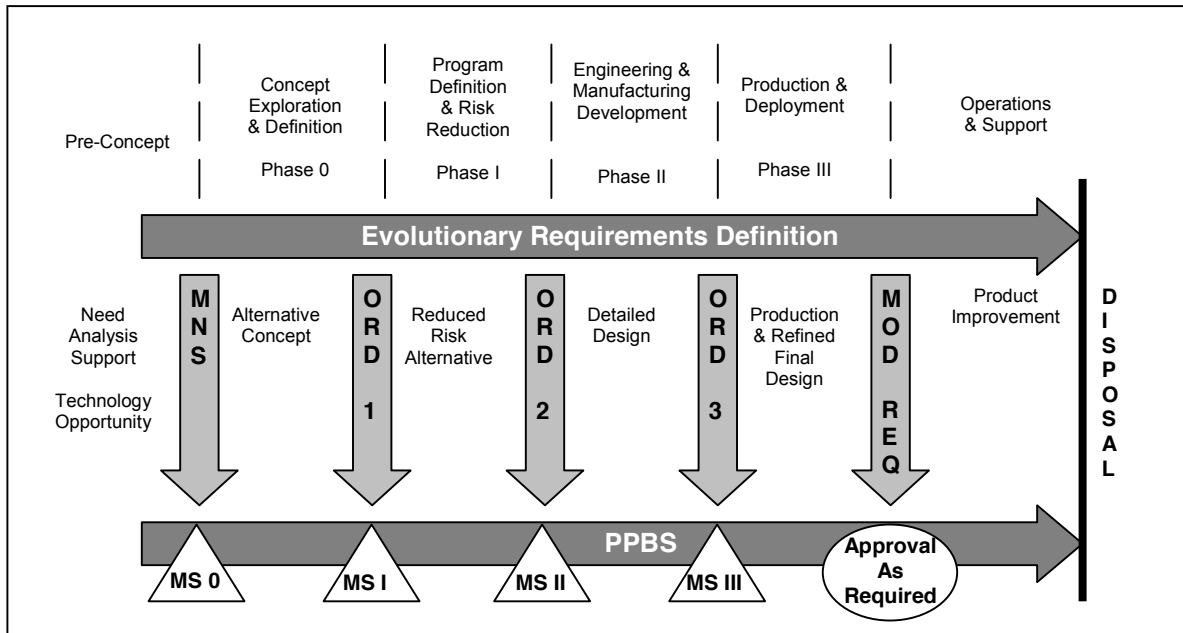 Pre-Concept
Concept
Exploration
& Definition
Phase 0
Program
Definition
& Risk
Reduction
Phase I
Engineering &
Manufacturing
Development
Phase II
Production &
Deployment
Phase III
Operations
& Support
Evolutionary Requirements Definition
Need
Analysis
Support
Technology
Opportunity
MNS
Alternative
Concept
ORD 1
Reduced
Risk
Alternative
ORD 2
Detailed
Design
ORD 3
Production
& Refined
Final
Design
MOD REQ
Product
Improvement
DISPOSAL
PPBS
MS 0
MS I
MS II
MS III
Approval
As
Required